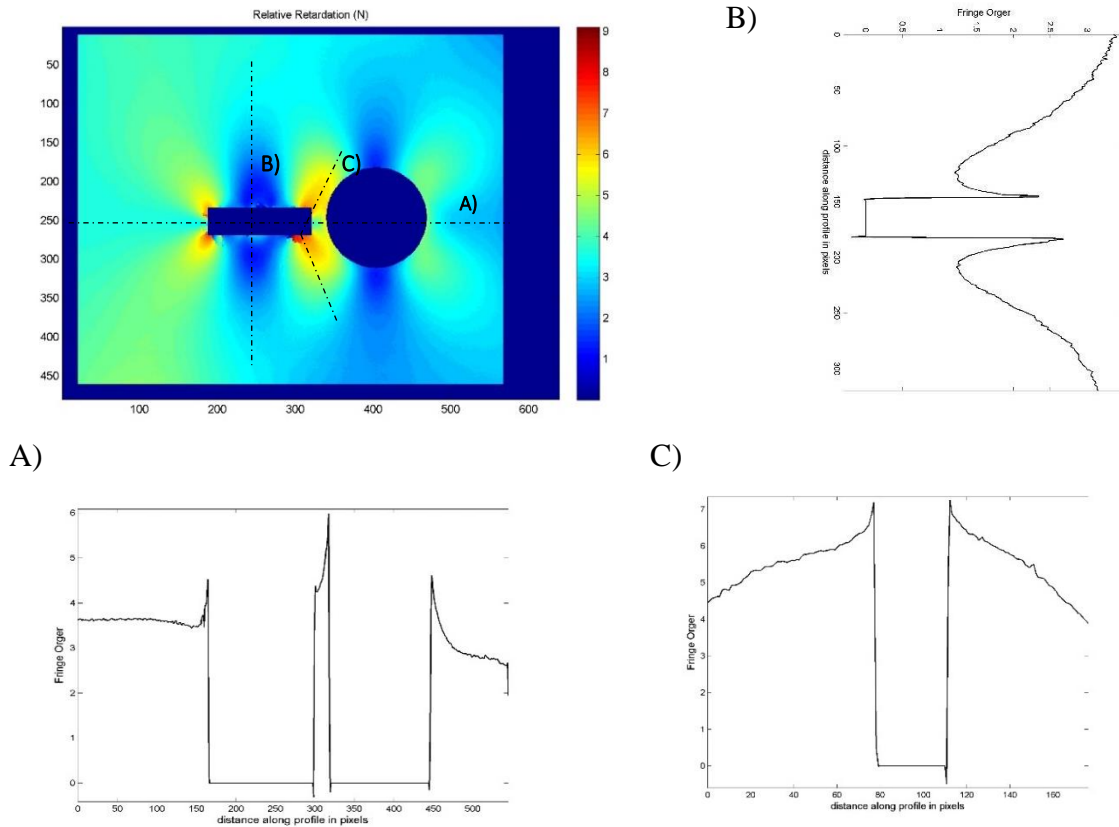 Relative Retardation (N)
50
100
150
200
250
300
350
400
450
100 200 300 400 500 600
9
8
7
6
5
4
3
2
1
B)
C)
A)
B)
Fringe Orger
0 0.5 1 1.5 2 2.5 3
0
50
100
150
200
250
300
distance along profile in pixels
A)
Fringe Orger
6
5
4
3
2
1
0
0 50 100 150 200 250 300 350 400 450 500
distance along profile in pixels
C)
Fringe Orger
7
6
5
4
3
2
1
0
0 20 40 60 80 100 120 140 160
distance along profile in pixels